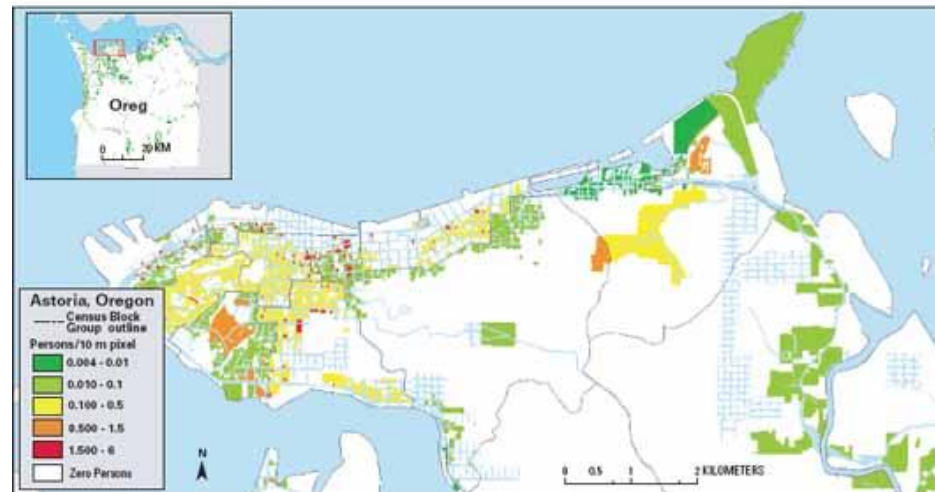 Oreg
0 20 KM
Astoria, Oregon
Census Block
Group outline
Persons/10 m pixel
0.004 - 0.01
0.010 - 0.1
0.100 - 0.5
0.500 - 1.5
1.500 - 6
Zero Persons
N
0 0.5 1 2 KILOMETERS